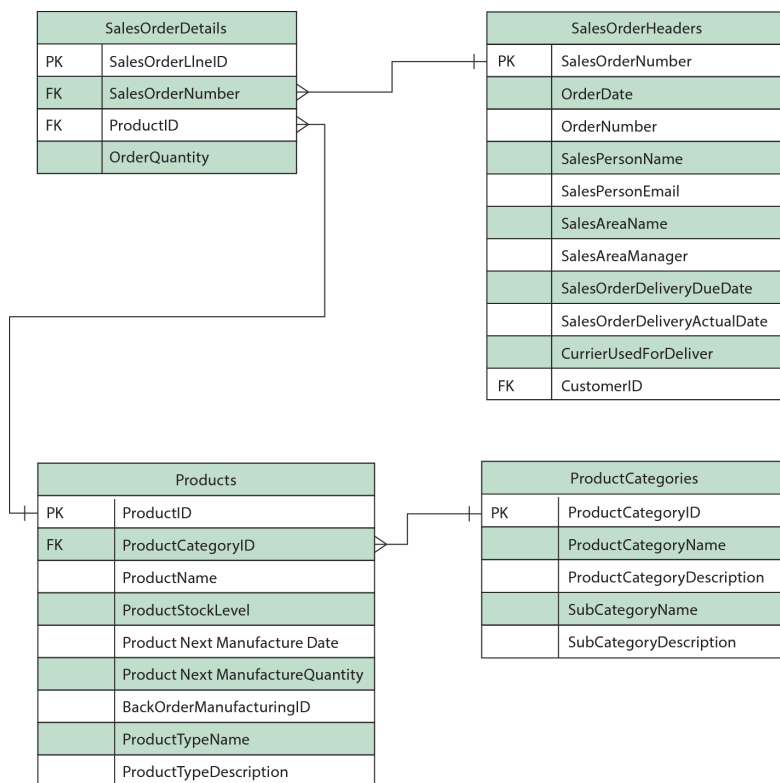 SalesOrderDetails
PK SalesOrderLIneID
FK SalesOrderNumber
FK ProductID
OrderQuantity
SalesOrderHeaders
PK SalesOrderNumber
OrderDate
OrderNumber
SalesPersonName
SalesPersonEmail
SalesAreaName
SalesAreaManager
SalesOrderDeliveryDueDate
SalesOrderDeliveryActualDate
CurrierUsedForDeliver
FK CustomerID
Products
PK ProductID
FK ProductCategoryID
ProductName
ProductStockLevel
Product Next Manufacture Date
Product Next ManufactureQuantity
BackOrderManufacturingID
ProductTypeName
ProductTypeDescription
ProductCategories
PK ProductCategoryID
ProductCategoryName
ProductCategoryDescription
SubCategoryName
SubCategoryDescription